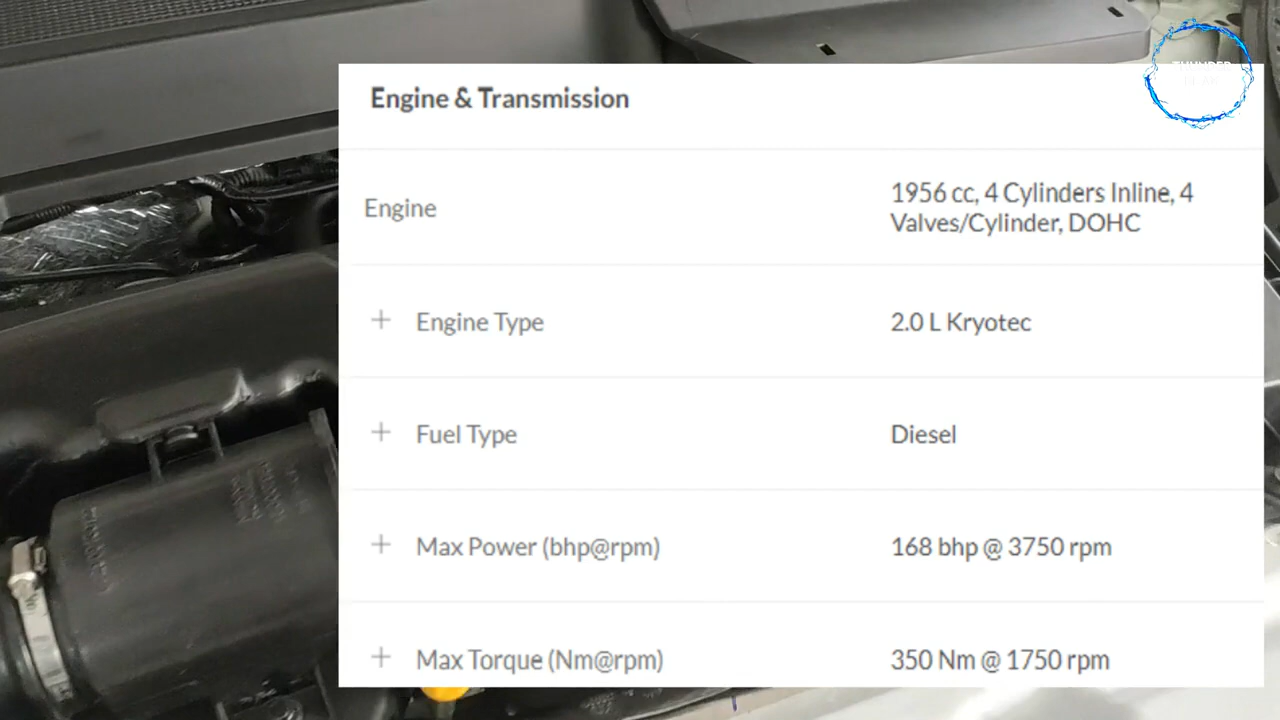 Engine & Transmission
Engine
1956 cc, 4 Cylinders Inline, 4
Valves/Cylinder, DOHC
+ Engine Type
2.0 L Kryotec
+ Fuel Type
Diesel
+ Max Power (bhp@rpm)
168 bhp @ 3750 rpm
+ Max Torque (Nm@rpm)
350 Nm @ 1750 rpm